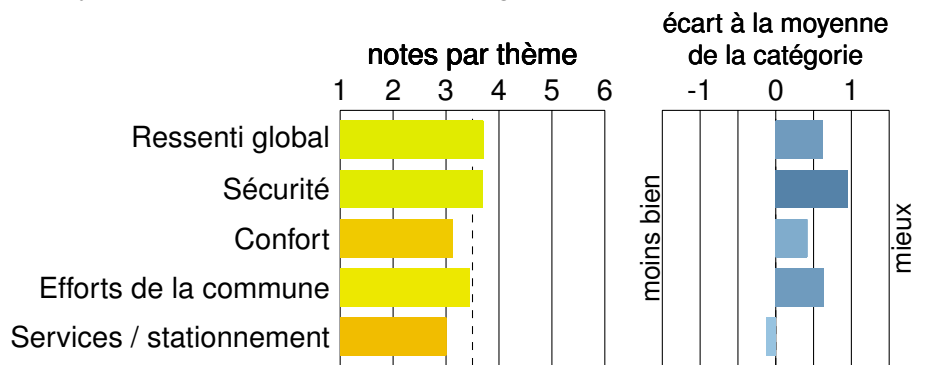 écart à la moyenne
de la catégorie
notes par thème
1 2 3 4 5 6
-1 0 1
Ressenti global
Sécurité
Confort
Efforts de la commune
Services / stationnement
moins bien
mieux